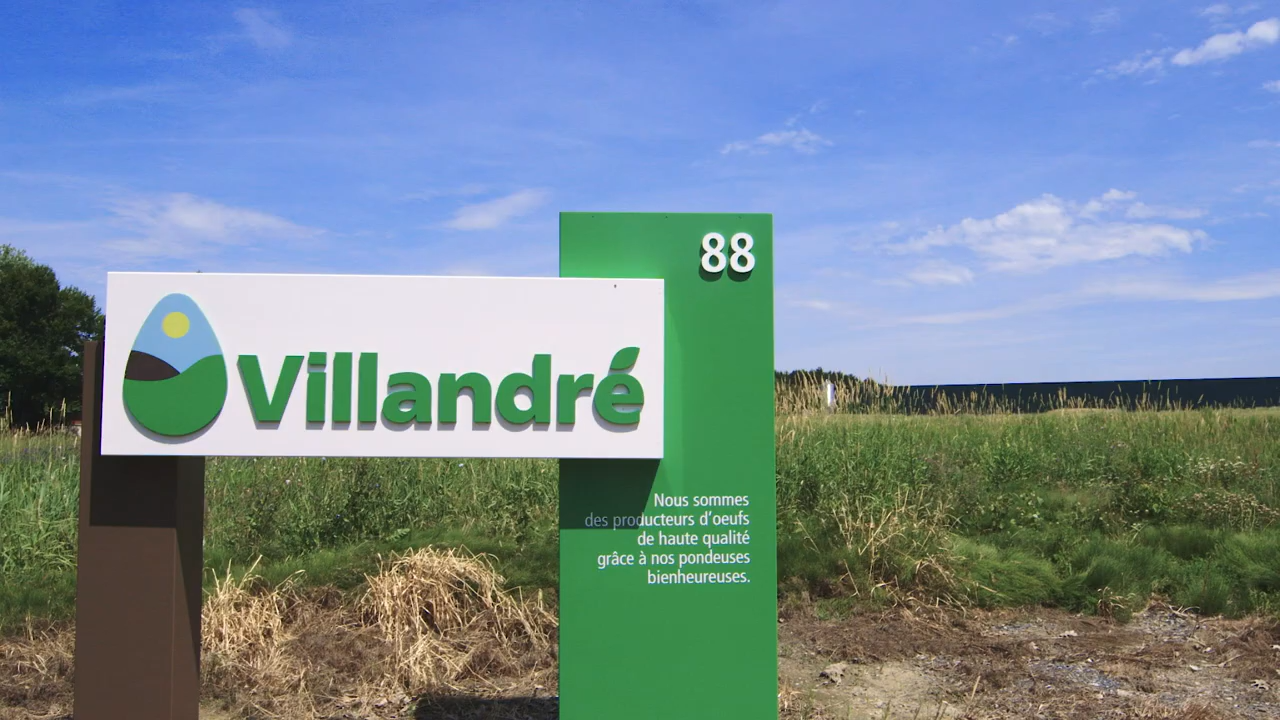 88
Villandré
Nous sommes
des producteurs d'oeufs
de haute qualité
grâce à nos pondeuses
bienheureuses.